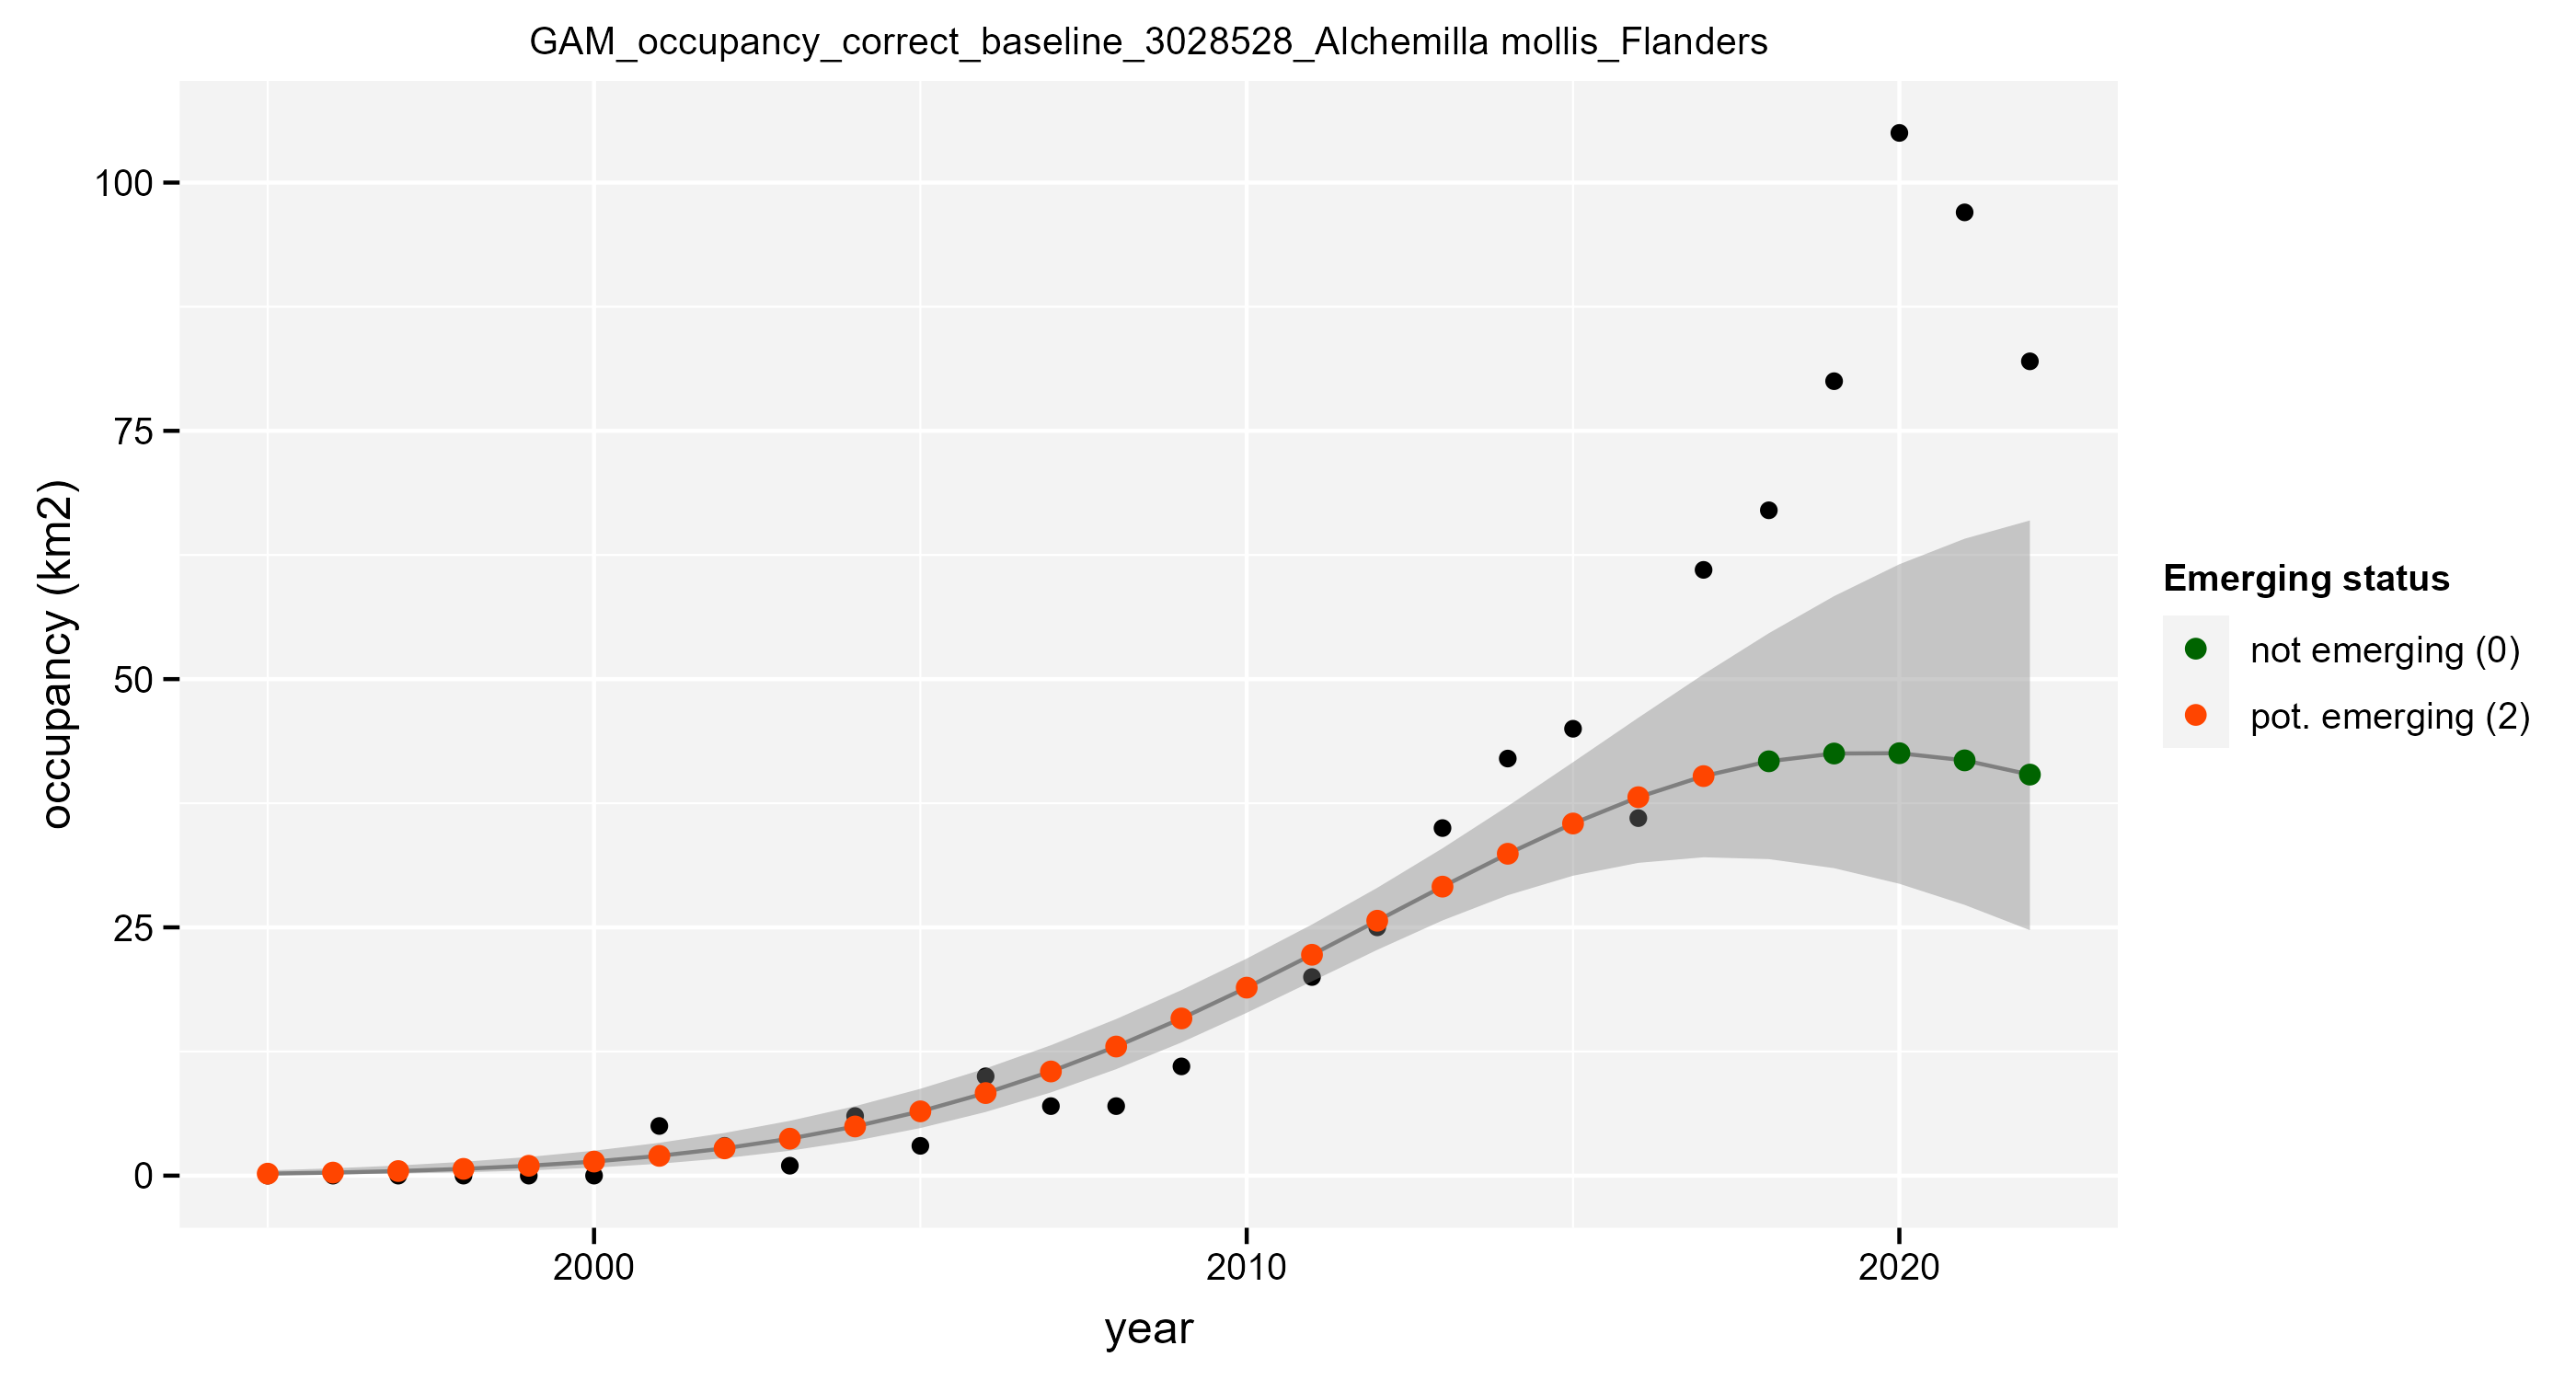 GAM_occupancy_correct_baseline_3028528_Alchemilla mollis_Flanders
occupancy (km2)
100
75
50
25
0
2000
2010
2020
year
Emerging status
not emerging (0)
pot. emerging (2)